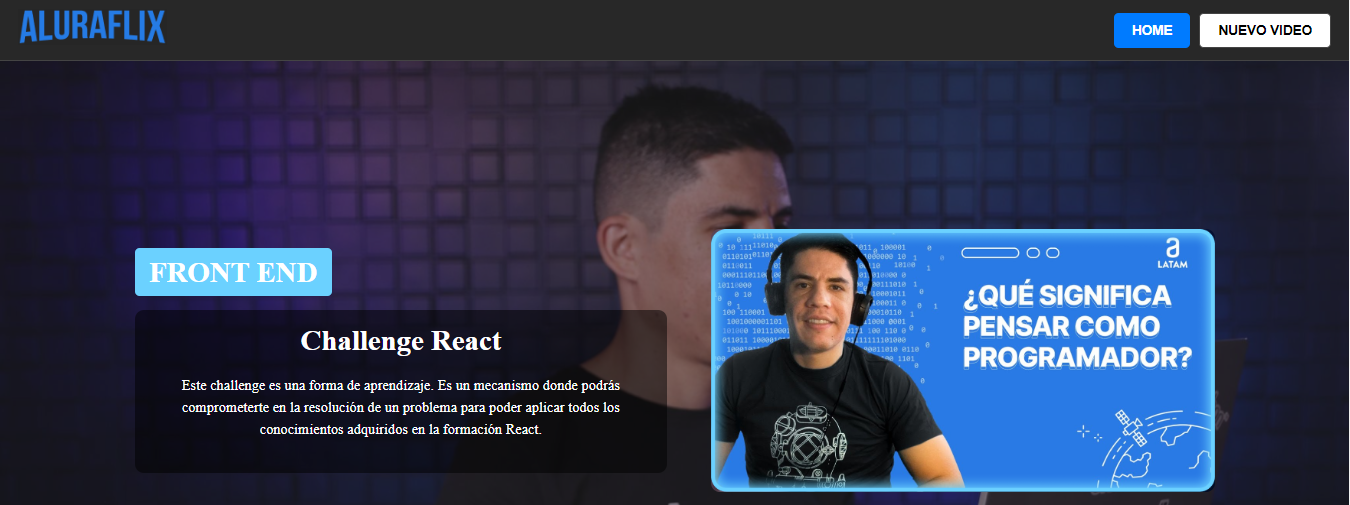 ALURAFLIX
HOME
NUEVO VIDEO
FRONT END
Challenge React
Este challenge es una forma de aprendizaje. Es un mecanismo donde podrás
comprometerte en la resolución de un problema para poder aplicar todos los
conocimientos adquiridos en la formación React.
a
LATAM
¿QUÉ SIGNIFICA
PENSAR COMO
PROGRAMADOR?